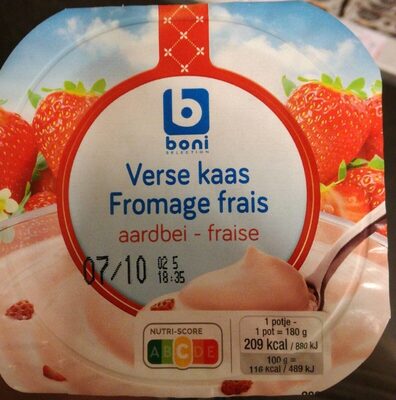 b
boni
SELECTION
Verse kaas
Fromage frais
aardbei - fraise
07/10 02 5
18:35
NUTRI-SCORE
ABCDE
1 potje -
1 pot = 180 g
209 kcal / 880 kJ
100 g =
116 kcal / 489 kJ